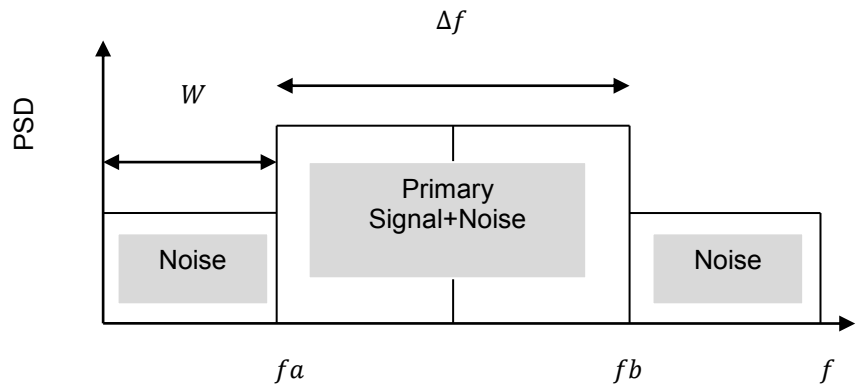 Δf
W
PSD
Primary
Signal+Noise
Noise
Noise
fa
fb
f